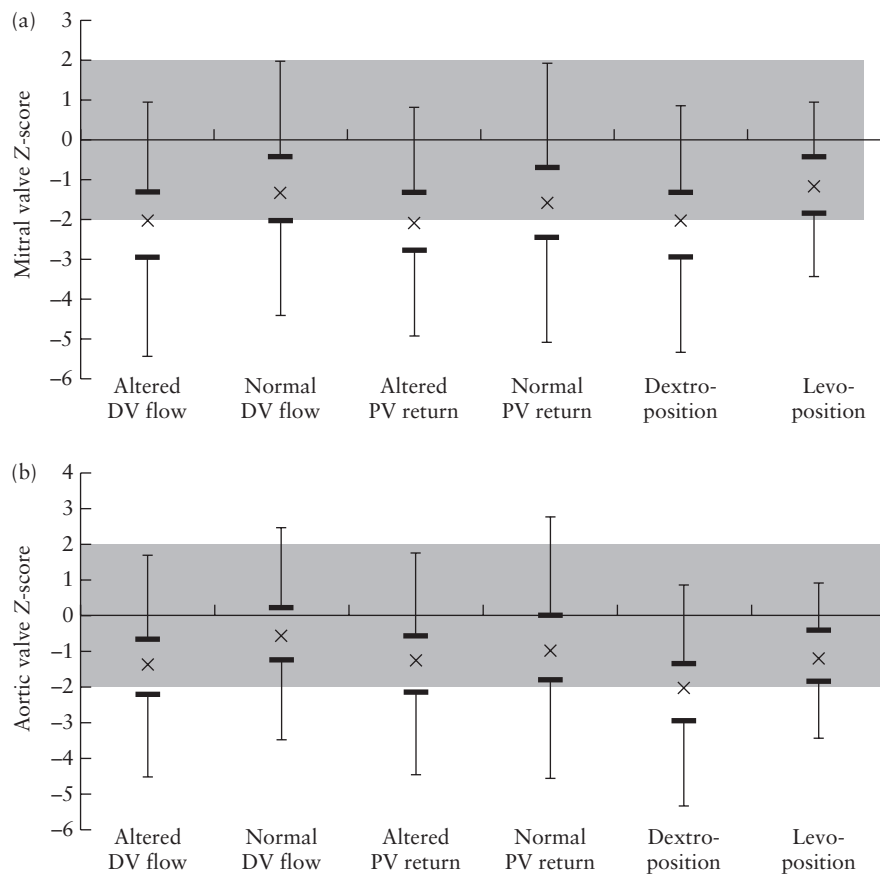 (a)
3
2
1
0
−1
−2
−3
−4
−5
−6
Mitral valve Z-score
Altered
DV flow
Normal
DV flow
Altered
PV return
Normal
PV return
Dextro-
position
Levo-
position
(b)
4
3
2
1
0
−1
−2
−3
−4
−5
−6
Aortic valve Z-score
Altered
DV flow
Normal
DV flow
Altered
PV return
Normal
PV return
Dextro-
position
Levo-
position